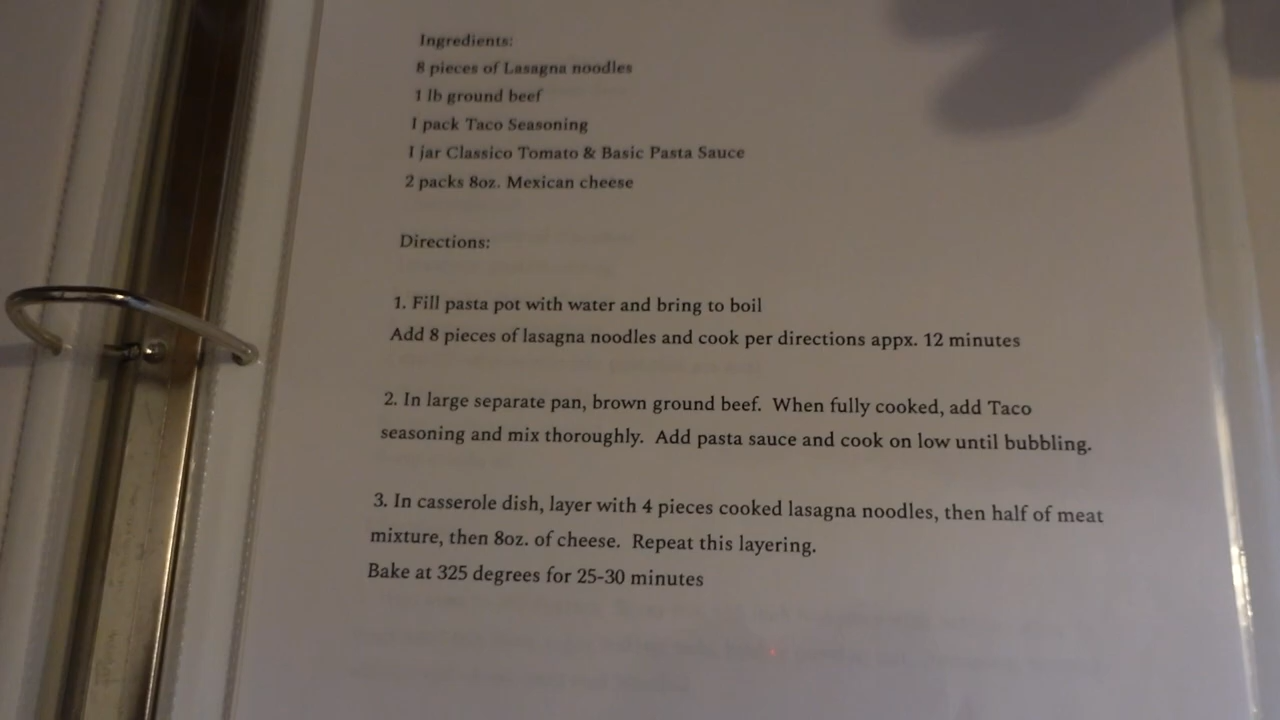 Ingredients:
8 pieces of Lasagna noodles
1 lb ground beef
1 pack Taco Seasoning
1 jar Classico Tomato & Basic Pasta Sauce
2 packs 8oz. Mexican cheese
Directions:
1. Fill pasta pot with water and bring to boil
Add 8 pieces of lasagna noodles and cook per directions appx. 12 minutes
2. In large separate pan, brown ground beef.  When fully cooked, add Taco
seasoning and mix thoroughly.  Add pasta sauce and cook on low until bubbling.
3. In casserole dish, layer with 4 pieces cooked lasagna noodles, then half of meat
mixture, then 8oz. of cheese.  Repeat this layering.
Bake at 325 degrees for 25-30 minutes